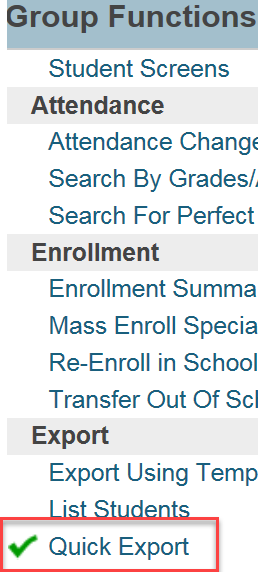 Group Functions
Student Screens
Attendance
Attendance Change
Search By Grades/
Search For Perfect
Enrollment
Enrollment Summa
Mass Enroll Specia
Re-Enroll in School
Transfer Out Of Scl
Export
Export Using Temp
List Students
Quick Export